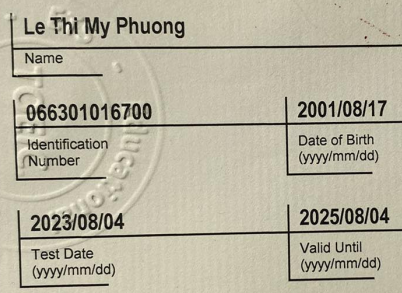 Le Thi My Phuong
Name
066301016700 2001/08/17
Identification Date of Birth
Number (yyyy/mm/dd)
2023/08/04 2025/08/04
Test Date Valid Until
(yyyy/mm/dd) (yyyy/mm/dd)